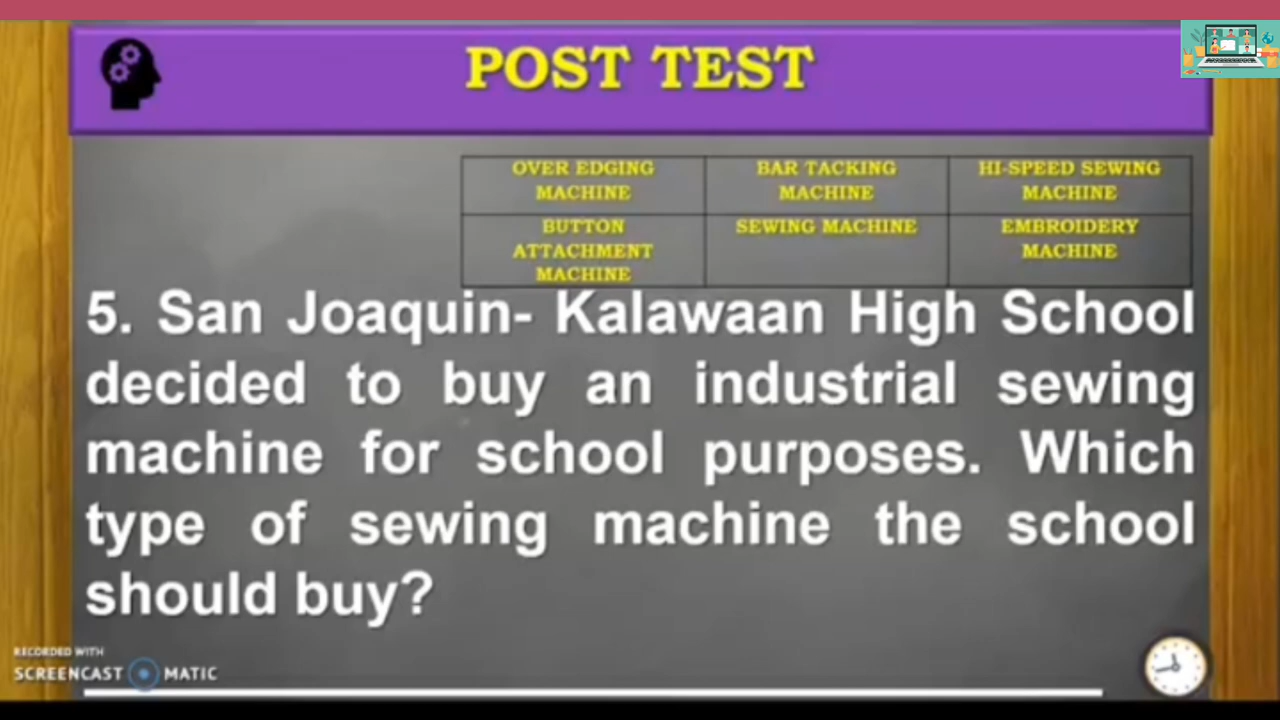 POST TEST
OVER EDGING
MACHINE
BAR TACKING
MACHINE
HI-SPEED SEWING
MACHINE
BUTTON
ATTACHMENT
MACHINE
SEWING MACHINE
EMBROIDERY
MACHINE
5. San Joaquin- Kalawaan High School
decided to buy an industrial sewing
machine for school purposes. Which
type of sewing machine the school
should buy?
RECORDED WITH
SCREENCAST MATIC